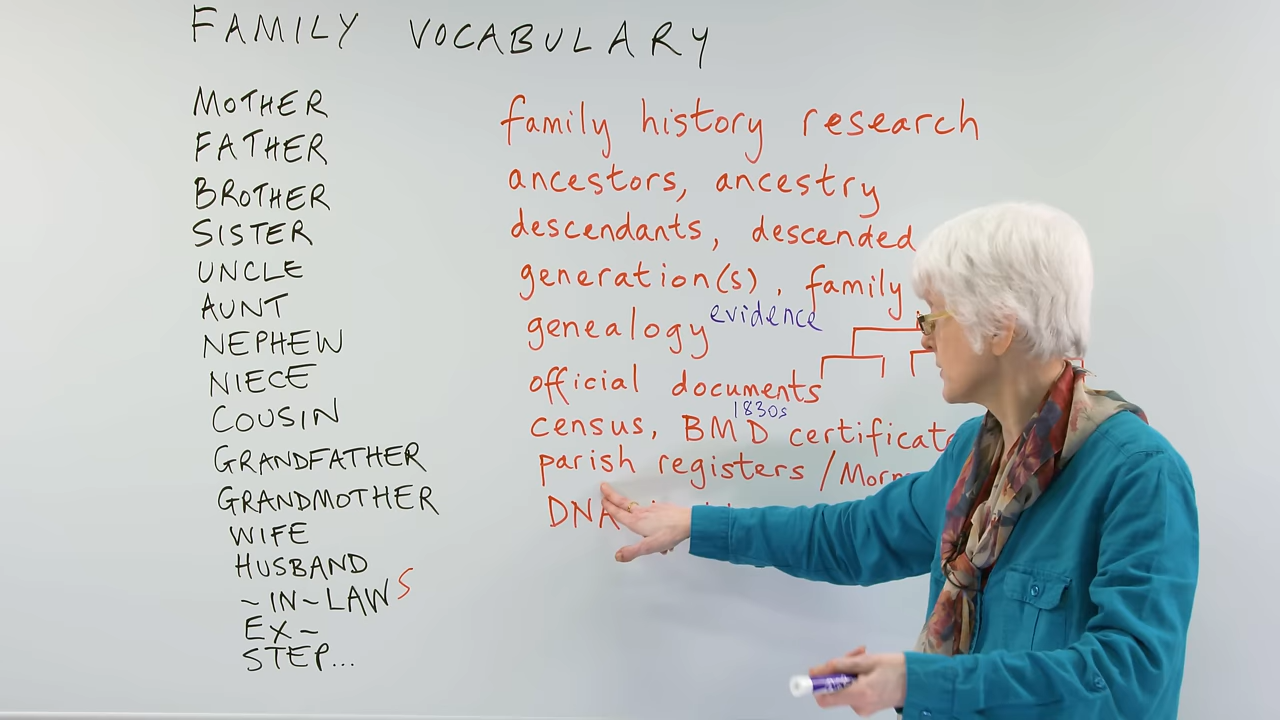 FAMILY VOCABULARY
MOTHER
FATHER
BROTHER
SISTER
UNCLE
AUNT
NEPHEW
NIECE
COUSIN
GRANDFATHER
GRANDMOTHER
WIFE
HUSBAND
~IN~LAWS
EX~
STEP...
family history research
ancestors, ancestry
descendants, descended
generation(s), family
evidence
genealogy
official documents
1830s
census, BMD certificate
parish registers /Morm
DNA